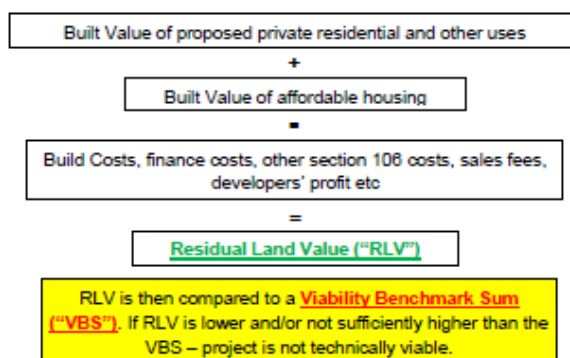 Built Value of proposed private residential and other uses
+
Built Value of affordable housing
-
Build Costs, finance costs, other section 106 costs, sales fees,
developers' profit etc
=
Residual Land Value ("RLV")
RLV is then compared to a Viability Benchmark Sum
("VBS"). If RLV is lower and/or not sufficiently higher than the
VBS – project is not technically viable.